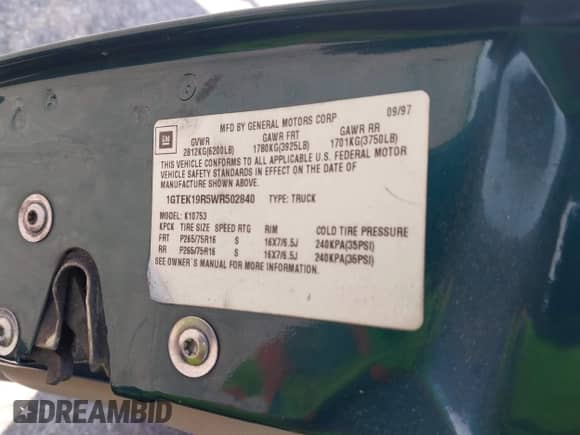 GM
MFD BY GENERAL MOTORS CORP
09/97
GVWR GAWR FRT GAWR RR
2812KG(6200LB) 1780KG(3925LB) 1701KG(3750LB)
THIS VEHICLE CONFORMS TO ALL APPLICABLE U.S. FEDERAL MOTOR
VEHICLE SAFETY STANDARDS IN EFFECT ON THE DATE OF
MANUFACTURE SHOWN ABOVE.
1GTEK19R5WR502840 TYPE: TRUCK
MODEL: K10753
KPCK TIRE SIZE SPEED RTG RIM COLD TIRE PRESSURE
FRT P265/75R16 S 16X7/6.5J 240KPA(35PSI)
RR P265/75R16 S 16X7/6.5J 240KPA(35PSI)
SEE OWNER'S MANUAL FOR MORE INFORMATION.
DREAMBID